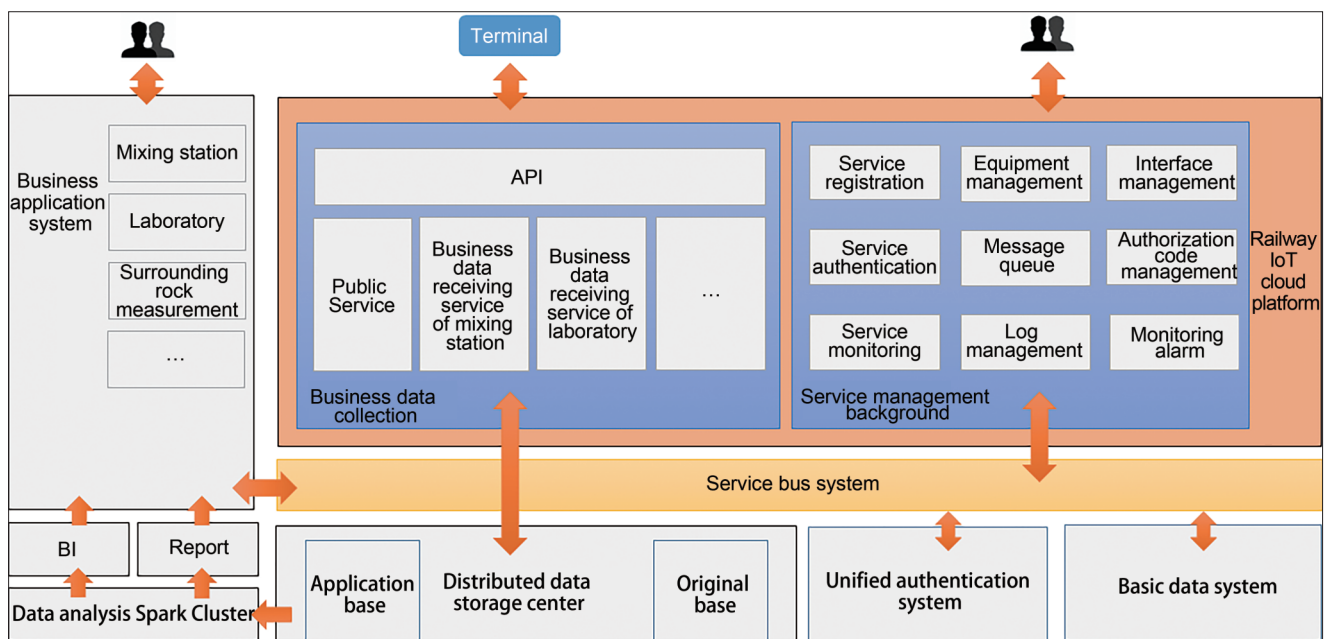 Terminal
Business
application
system
Mixing station
Laboratory
Surrounding
rock
measurement
...
API
Public
Service
Business
data
receiving
service
of mixing
station
Business
data
receiving
service of
laboratory
...
Business data
collection
Service
registration
Equipment
management
Interface
management
Service
authentication
Message
queue
Authorization
code
management
Service
monitoring
Log
management
Monitoring
alarm
Service management
background
Railway
IoT
cloud
platform
Service bus system
BI
Report
Data analysis Spark Cluster
Application
base
Distributed data
storage center
Original
base
Unified authentication
system
Basic data system